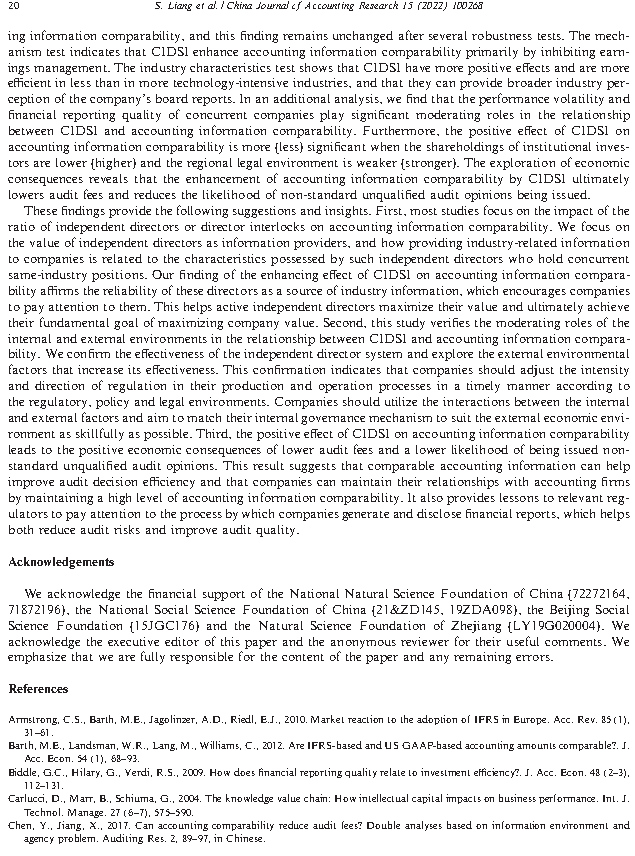 20
S. Liang et al. / China Journal of Accounting Research 15 (2022) 100268
ing information comparability, and this finding remains unchanged after several robustness tests. The mech-
anism test indicates that CIDSI enhance accounting information comparability primarily by inhibiting earn-
ings management. The industry characteristics test shows that CIDSI have more positive effects and are more
efficient in less than in more technology-intensive industries, and that they can provide broader industry per-
ception of the company's board reports. In an additional analysis, we find that the performance volatility and
financial reporting quality of concurrent companies play significant moderating roles in the relationship
between CIDSI and accounting information comparability. Furthermore, the positive effect of CIDSI on
accounting information comparability is more {less} significant when the shareholdings of institutional inves-
tors are lower {higher} and the regional legal environment is weaker {stronger}. The exploration of economic
consequences reveals that the enhancement of accounting information comparability by CIDSI ultimately
lowers audit fees and reduces the likelihood of non-standard unqualified audit opinions being issued.
These findings provide the following suggestions and insights. First, most studies focus on the impact of the
ratio of independent directors or director interlocks on accounting information comparability. We focus on
the value of independent directors as information providers, and how providing industry-related information
to companies is related to the characteristics possessed by such independent directors who hold concurrent
same-industry positions. Our finding of the enhancing effect of CIDSI on accounting information compara-
bility affirms the reliability of these directors as a source of industry information, which encourages companies
to pay attention to them. This helps active independent directors maximize their value and ultimately achieve
their fundamental goal of maximizing company value. Second, this study verifies the moderating roles of the
internal and external environments in the relationship between CIDSI and accounting information compara-
bility. We confirm the effectiveness of the independent director system and explore the external environmental
factors that increase its effectiveness. This confirmation indicates that companies should adjust the intensity
and direction of regulation in their production and operation processes in a timely manner according to
the regulatory, policy and legal environments. Companies should utilize the interactions between the internal
and external factors and aim to match their internal governance mechanism to suit the external economic envi-
ronment as skillfully as possible. Third, the positive effect of CIDSI on accounting information comparability
leads to the positive economic consequences of lower audit fees and a lower likelihood of being issued non-
standard unqualified audit opinions. This result suggests that comparable accounting information can help
improve audit decision efficiency and that companies can maintain their relationships with accounting firms
by maintaining a high level of accounting information comparability. It also provides lessons to relevant reg-
ulators to pay attention to the process by which companies generate and disclose financial reports, which helps
both reduce audit risks and improve audit quality.
Acknowledgements
We acknowledge the financial support of the National Natural Science Foundation of China {72272164,
71872196}, the National Social Science Foundation of China {21&ZD145, 19ZDA098}, the Beijing Social
Science Foundation {15JGC176} and the Natural Science Foundation of Zhejiang {LY19G020004}. We
acknowledge the executive editor of this paper and the anonymous reviewer for their useful comments. We
emphasize that we are fully responsible for the content of the paper and any remaining errors.
References
Armstrong, C.S., Barth, M.E., Jagolinzer, A.D., Riedl, E.J., 2010. Market reaction to the adoption of IFRS in Europe. Acc. Rev. 85 (1),
31–61.
Barth, M.E., Landsman, W.R., Lang, M., Williams, C., 2012. Are IFRS-based and US GAAP-based accounting amounts comparable?. J.
Acc. Econ. 54 (1), 68–93.
Biddle, G.C., Hilary, G., Verdi, R.S., 2009. How does financial reporting quality relate to investment efficiency?. J. Acc. Econ. 48 (2–3),
112–131.
Carlucci, D., Marr, B., Schiuma, G., 2004. The knowledge value chain: How intellectual capital impacts on business performance. Int. J.
Technol. Manage. 27 (6–7), 575–590.
Chen, Y., Jiang, X., 2017. Can accounting comparability reduce audit fees? Double analyses based on information environment and
agency problem. Auditing Res. 2, 89–97, in Chinese.